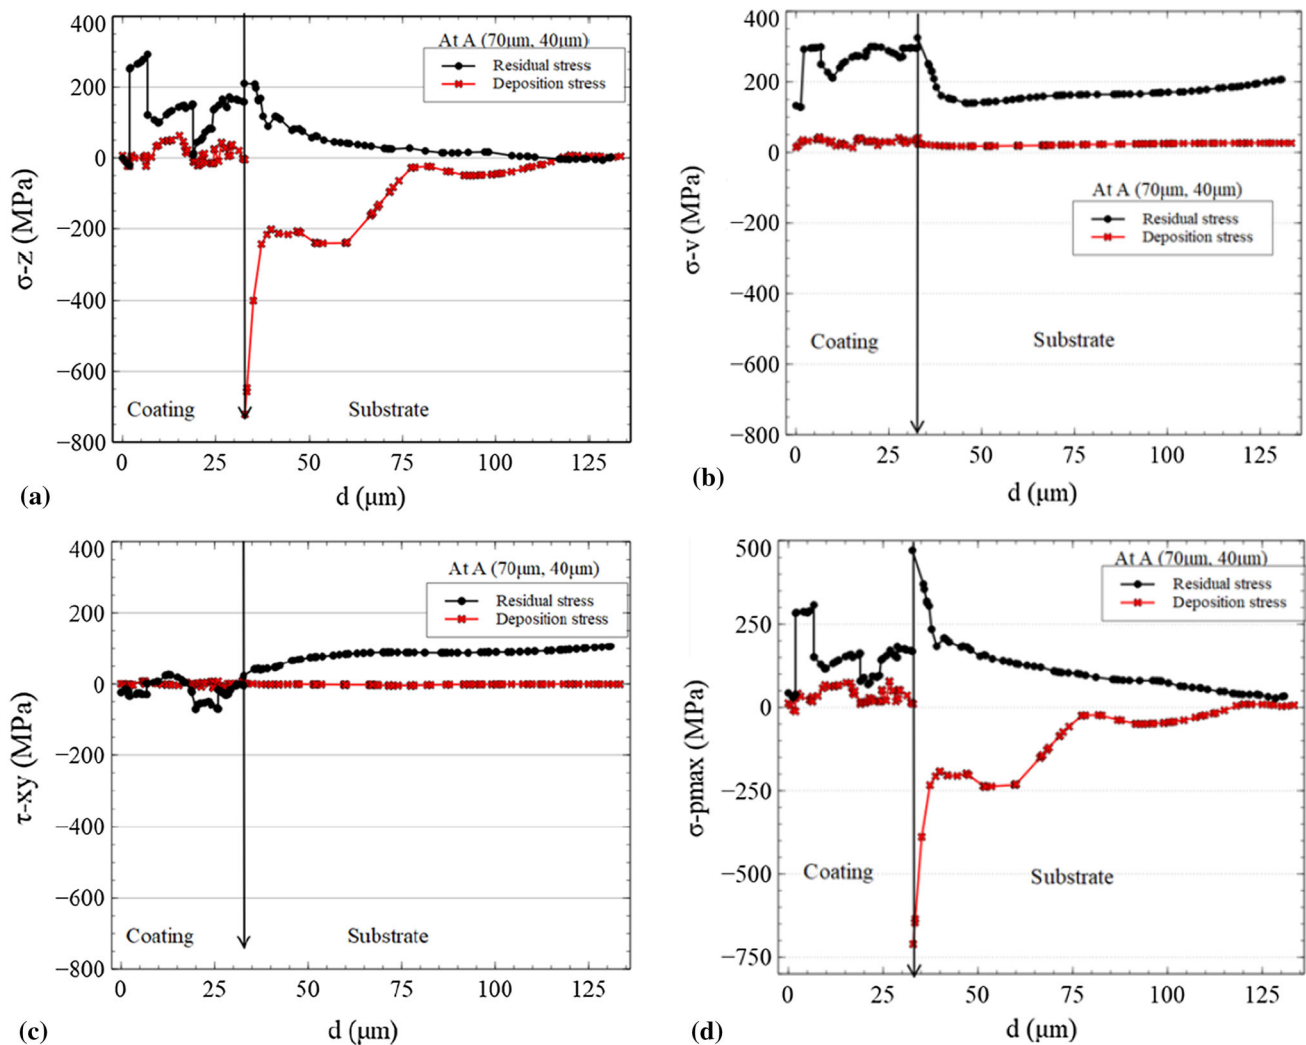 At A (70μm, 40μm)
Residual stress
Deposition stress
400
200
0
−200
−400
−600
−800
σ-z (MPa)
Coating
Substrate
0
25
50
75
100
125
d (μm)
(a)
400
200
0
−200
−400
−600
−800
σ-v (MPa)
At A (70μm, 40μm)
Residual stress
Deposition stress
Coating
Substrate
0
25
50
75
100
125
d (μm)
(b)
400
200
0
−200
−400
−600
−800
τ-xy (MPa)
At A (70μm, 40μm)
Residual stress
Deposition stress
Coating
Substrate
0
25
50
75
100
125
d (μm)
(c)
500
250
0
−250
−500
−750
σ-pmax (MPa)
At A (70μm, 40μm)
Residual stress
Deposition stress
Coating
Substrate
0
25
50
75
100
125
d (μm)
(d)